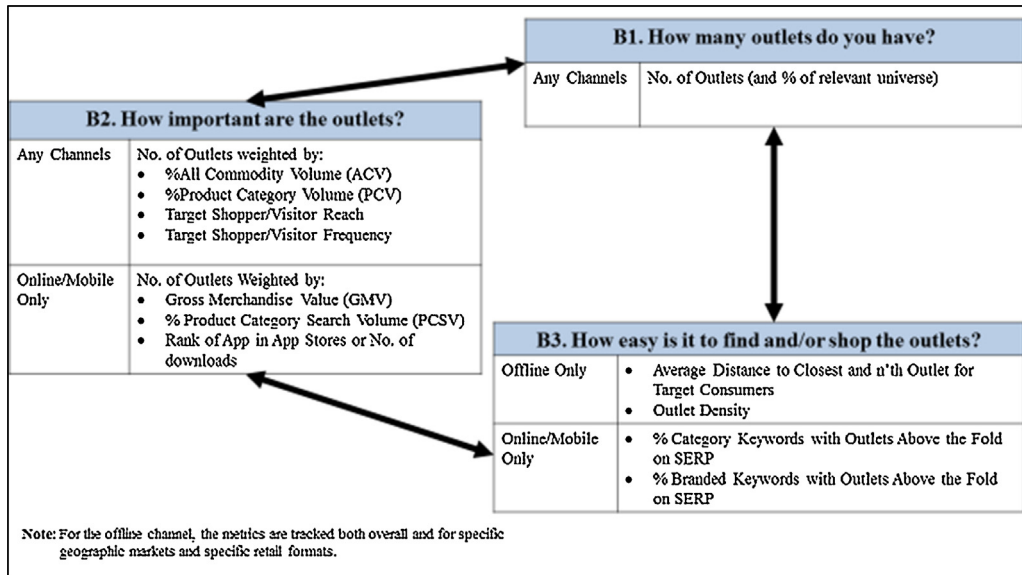 B1. How many outlets do you have?
Any Channels
No. of Outlets (and % of relevant universe)
B2. How important are the outlets?
Any Channels
No. of Outlets weighted by:
• %All Commodity Volume (ACV)
• %Product Category Volume (PCV)
• Target Shopper/Visitor Reach
• Target Shopper/Visitor Frequency
Online/Mobile
Only
No. of Outlets Weighted by:
• Gross Merchandise Value (GMV)
• % Product Category Search Volume (PCSV)
• Rank of App in App Stores or No. of
downloads
B3. How easy is it to find and/or shop the outlets?
Offline Only
• Average Distance to Closest and n'th Outlet for
Target Consumers
• Outlet Density
Online/Mobile
Only
• % Category Keywords with Outlets Above the Fold
on SERP
• % Branded Keywords with Outlets Above the Fold
on SERP
Note: For the offline channel, the metrics are tracked both overall and for specific
geographic markets and specific retail formats.